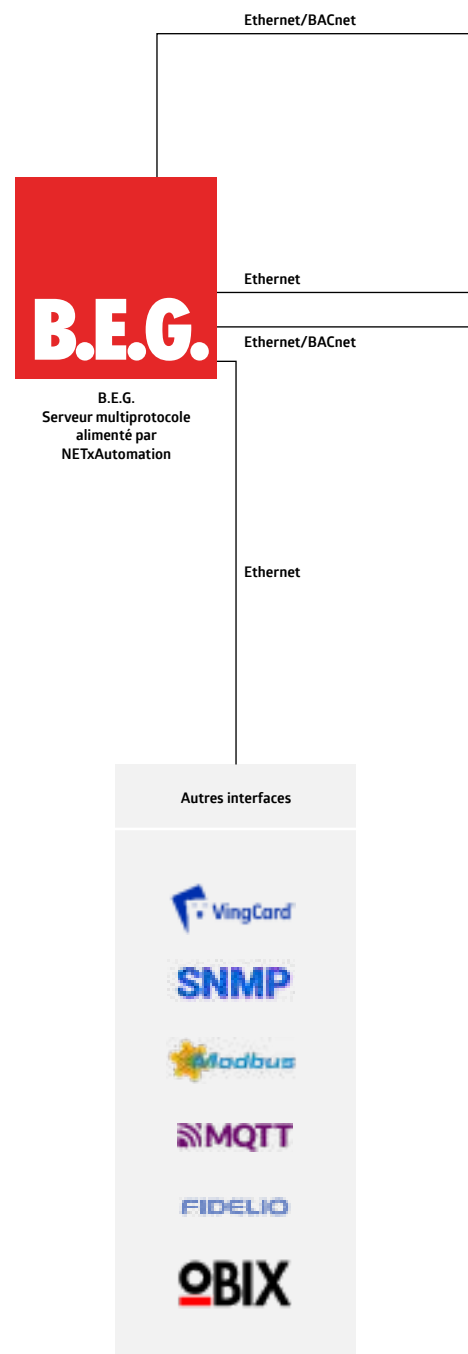 Ethernet/BACnet
B.E.G.
Ethernet
Ethernet/BACnet
B.E.G.
Serveur multiprotocole
alimenté par
NETxAutomation
Ethernet
Autres interfaces
VingCard
SNMP
Modbus
MQTT
FIDELIO
OBIX